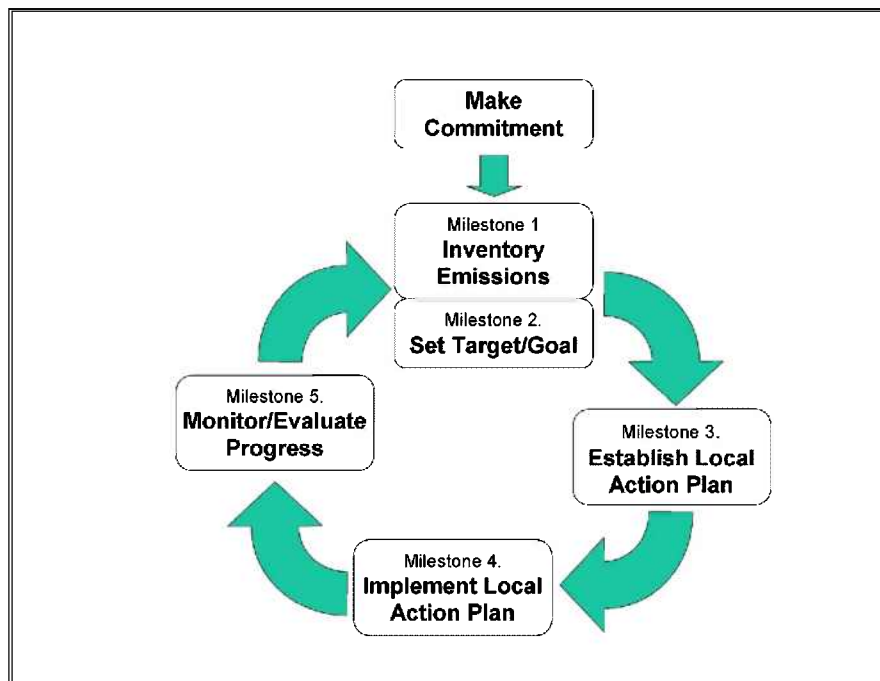 Make
Commitment
Milestone 1
Inventory
Emissions
Milestone 2.
Set Target/Goal
Milestone 3.
Establish Local
Action Plan
Milestone 4.
Implement Local
Action Plan
Milestone 5.
Monitor/Evaluate
Progress